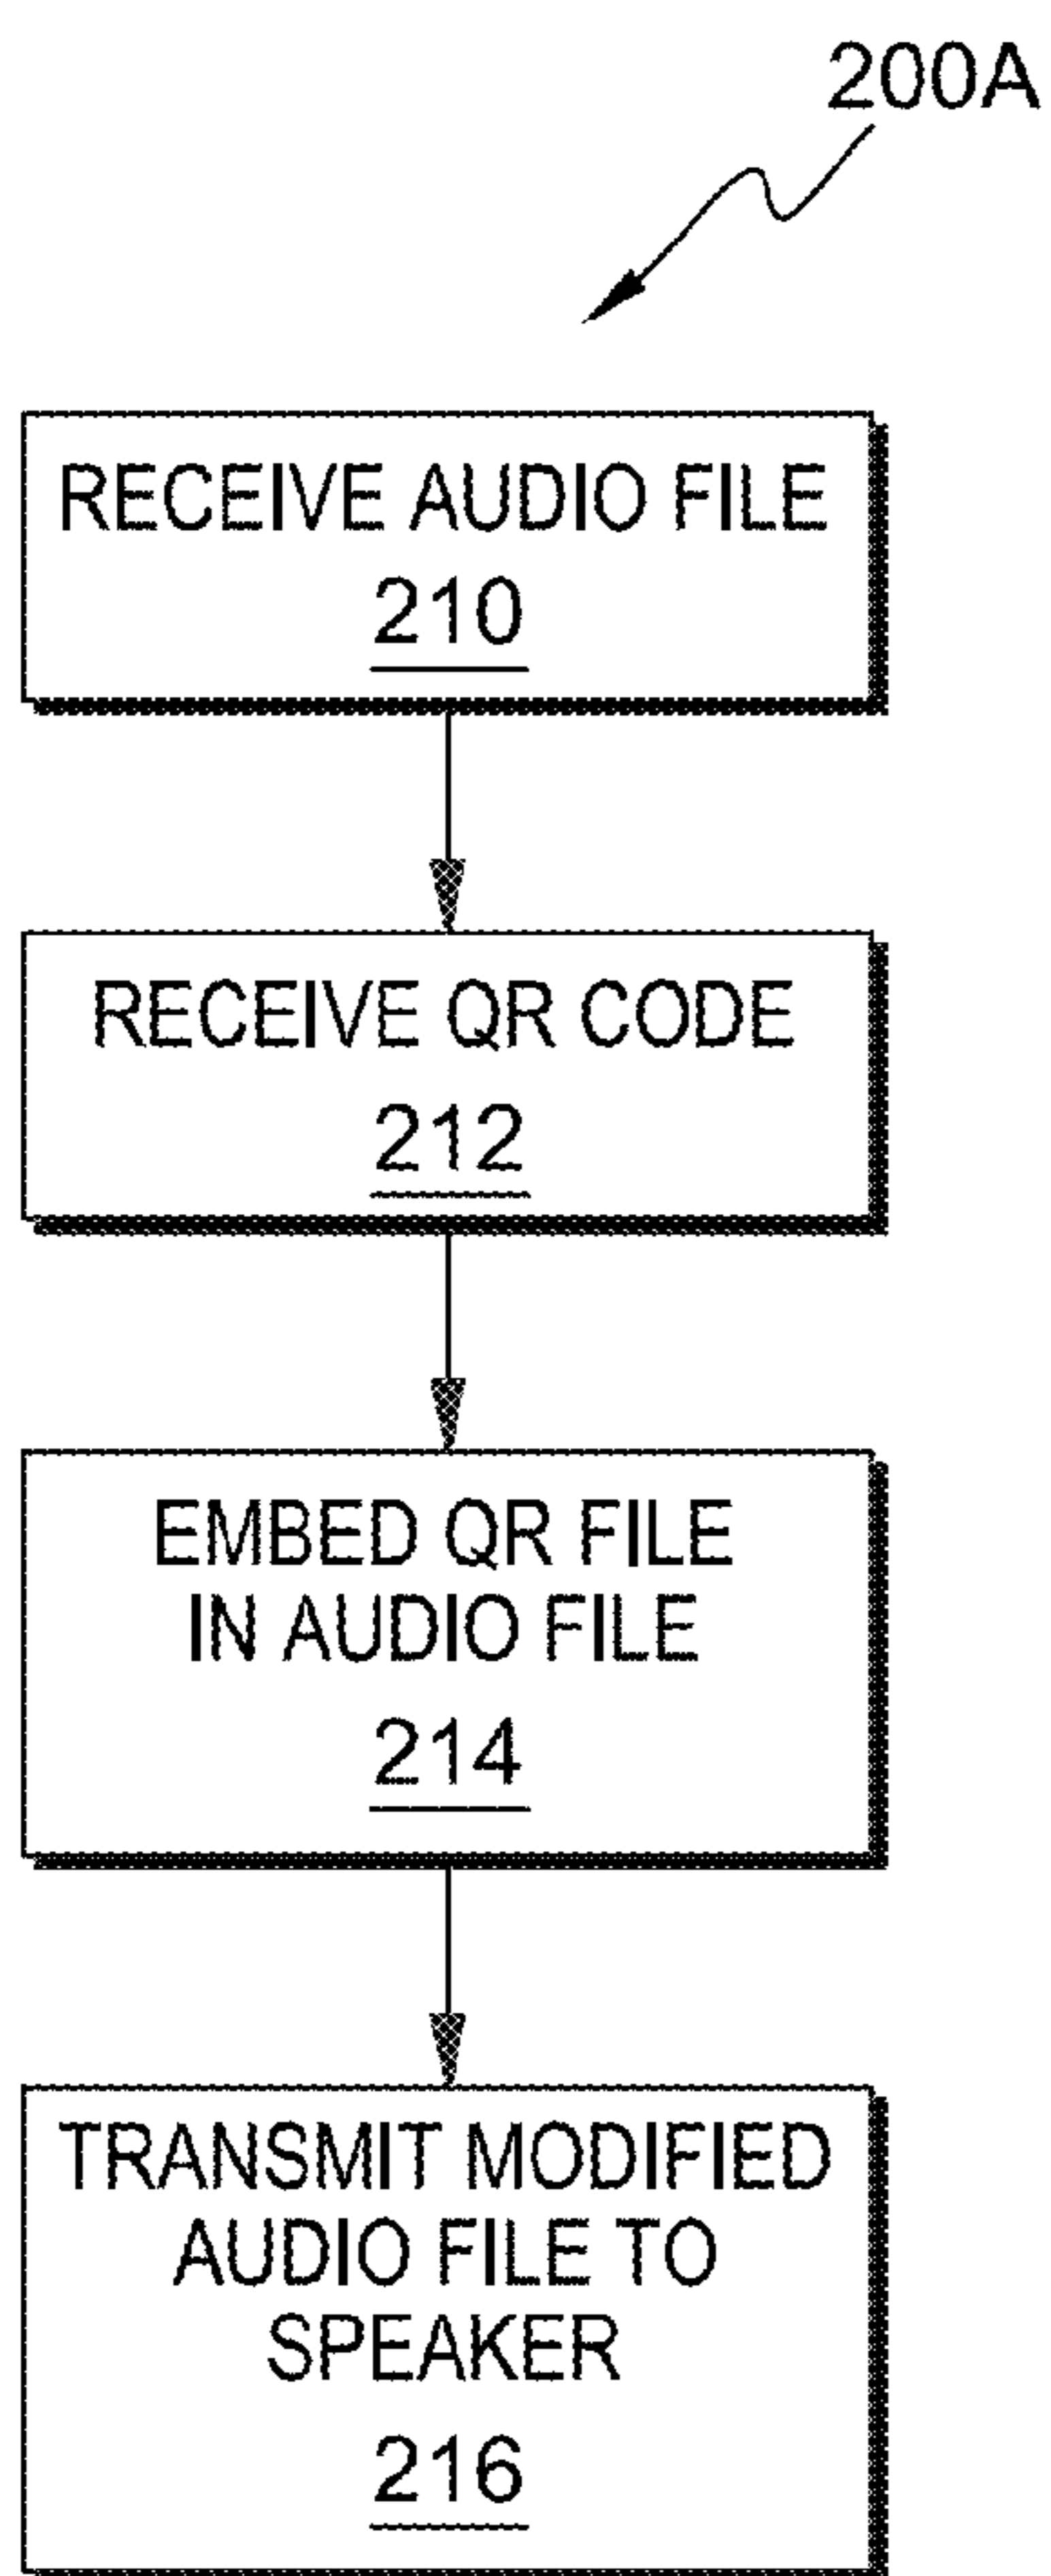 200A
RECEIVE AUDIO FILE
210
RECEIVE QR CODE
212
EMBED QR FILE
IN AUDIO FILE
214
TRANSMIT MODIFIED
AUDIO FILE TO
SPEAKER
216